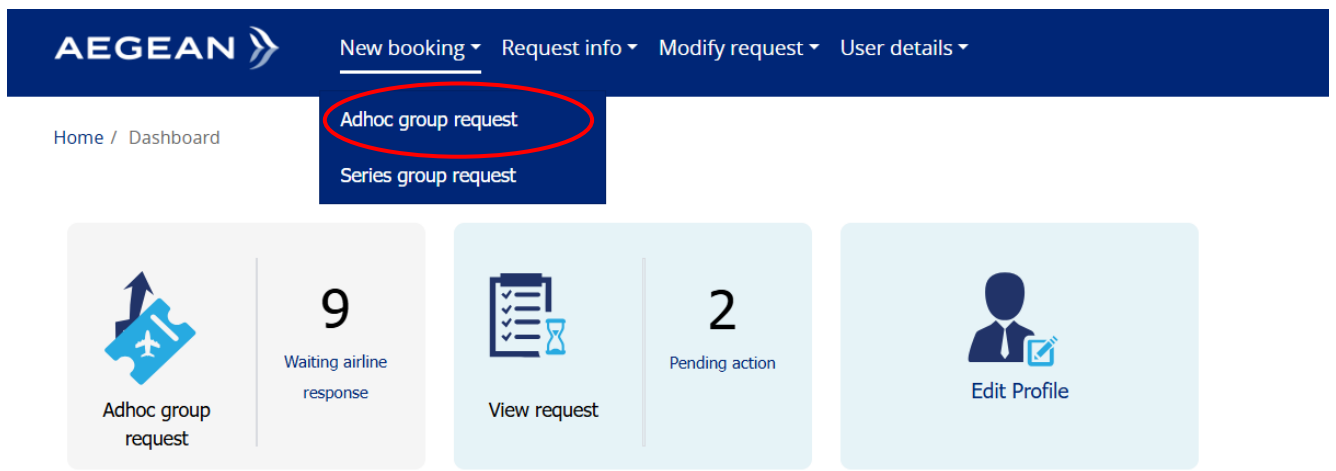 AEGEAN
New booking Request info Modify request User details
Adhoc group request
Home / Dashboard
Series group request
9
2
Waiting airline
response
Pending action
Edit Profile
Adhoc group
request
View request